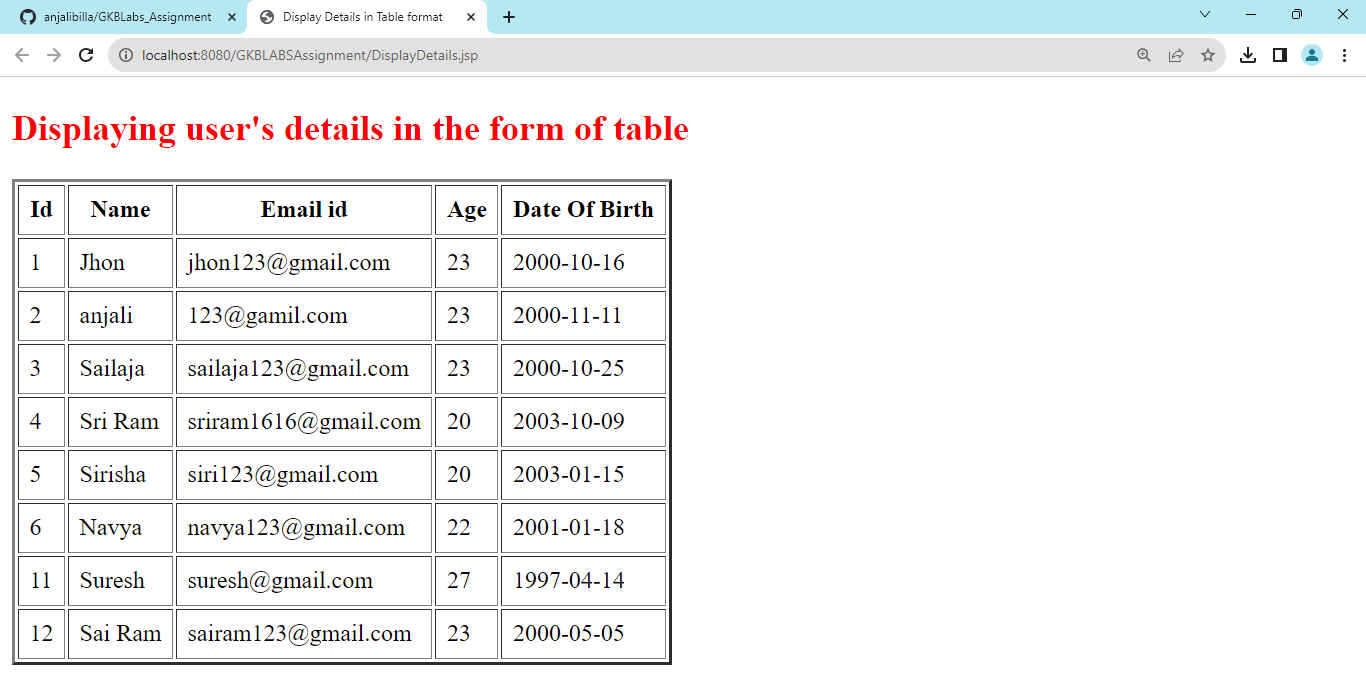 anjalibilla/GKBLabs_Assignment Display Details in Table format
localhost:8080/GKBLABSAssignment/DisplayDetails.jsp
Displaying user's details in the form of table
Id Name Email id Age Date Of Birth
1 Jhon jhon123@gmail.com 23 2000-10-16
2 anjali 123@gamil.com 23 2000-11-11
3 Sailaja sailaja123@gmail.com 23 2000-10-25
4 Sri Ram sriram1616@gmail.com 20 2003-10-09
5 Sirisha siri123@gmail.com 20 2003-01-15
6 Navya navya123@gmail.com 22 2001-01-18
11 Suresh suresh@gmail.com 27 1997-04-14
12 Sai Ram sairam123@gmail.com 23 2000-05-05